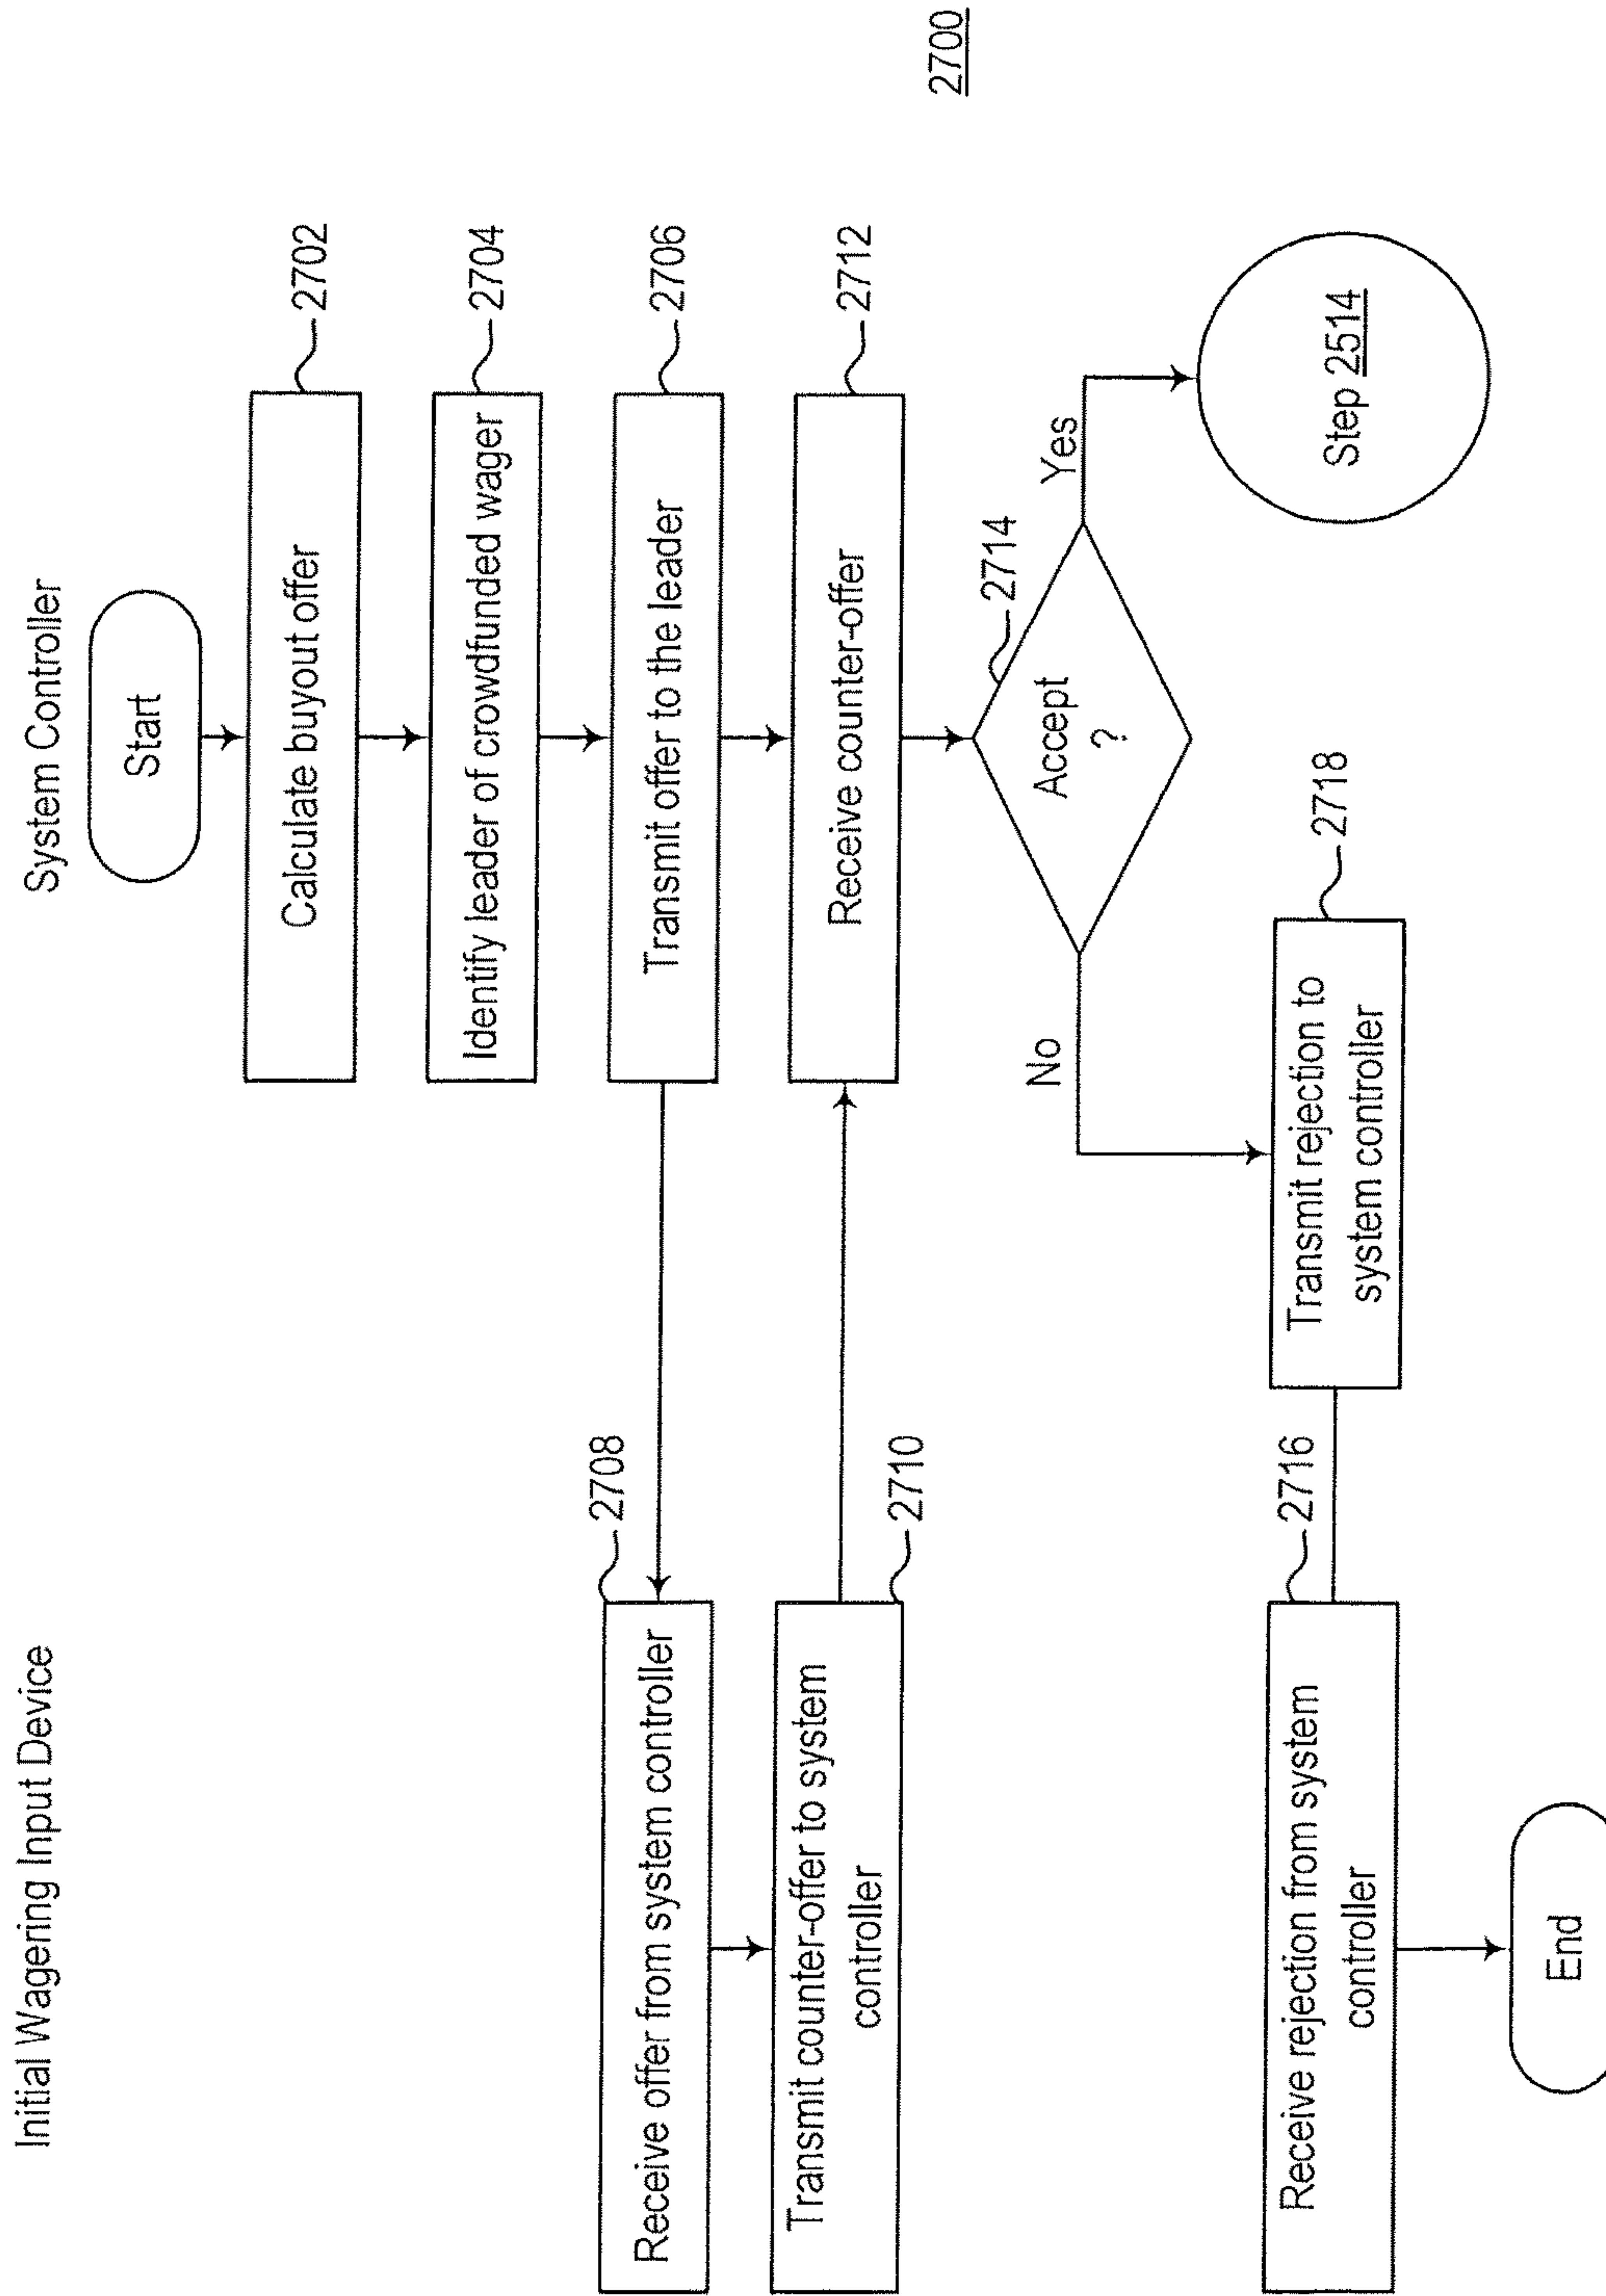 Initial Wagering Input Device
System Controller
Start
Calculate buyout offer
2702
Identify leader of crowdfunded wager
2704
Transmit offer to the leader
2706
2708
Receive offer from system controller
Transmit counter-offer to system
controller
2710
Receive counter-offer
2712
Accept
?
2714
Yes
No
Step 2514
Transmit rejection to
system controller
2718
2716
Receive rejection from system
controller
End
2700